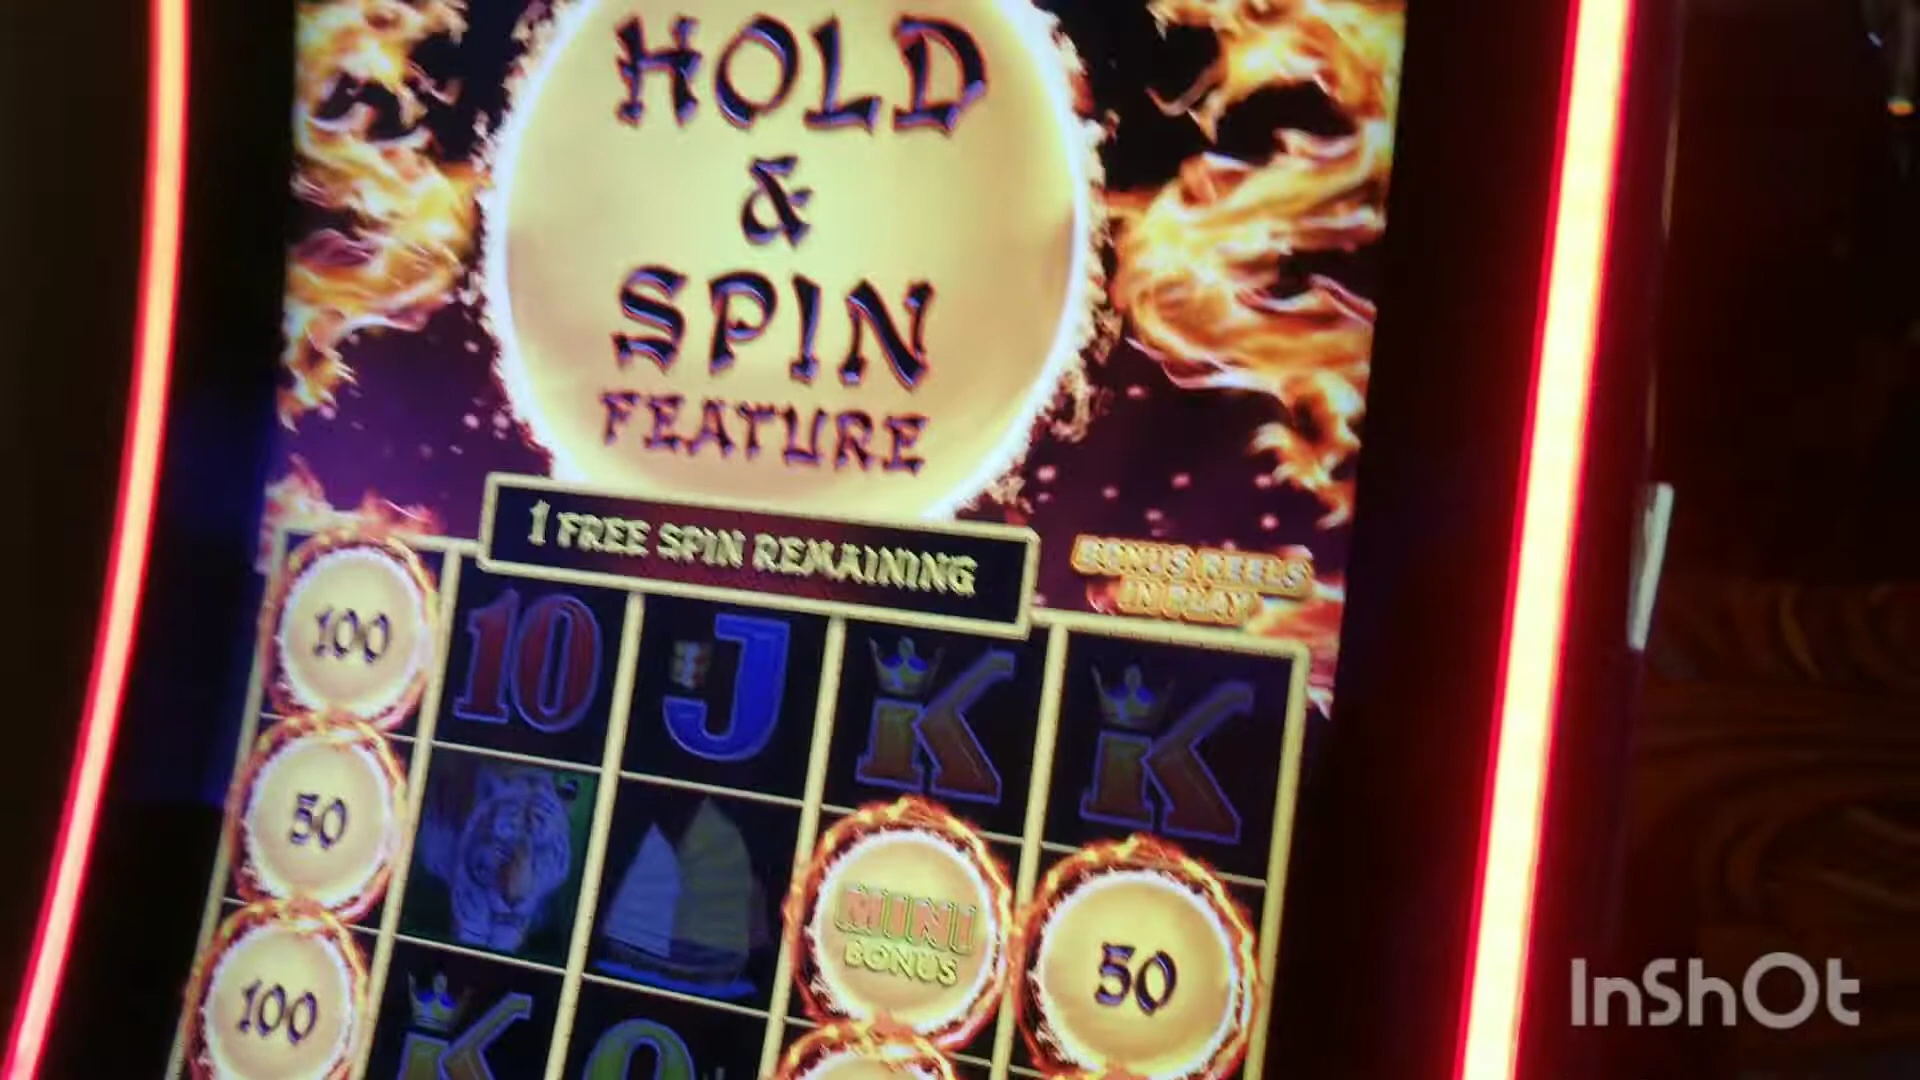 HOLD
&
SPIN
FEATURE
1 FREE SPIN REMAINING
BONUS REELS
IN PLAY
100
10
J
K
K
50
MINI
BONUS
50
100
K
InShOt